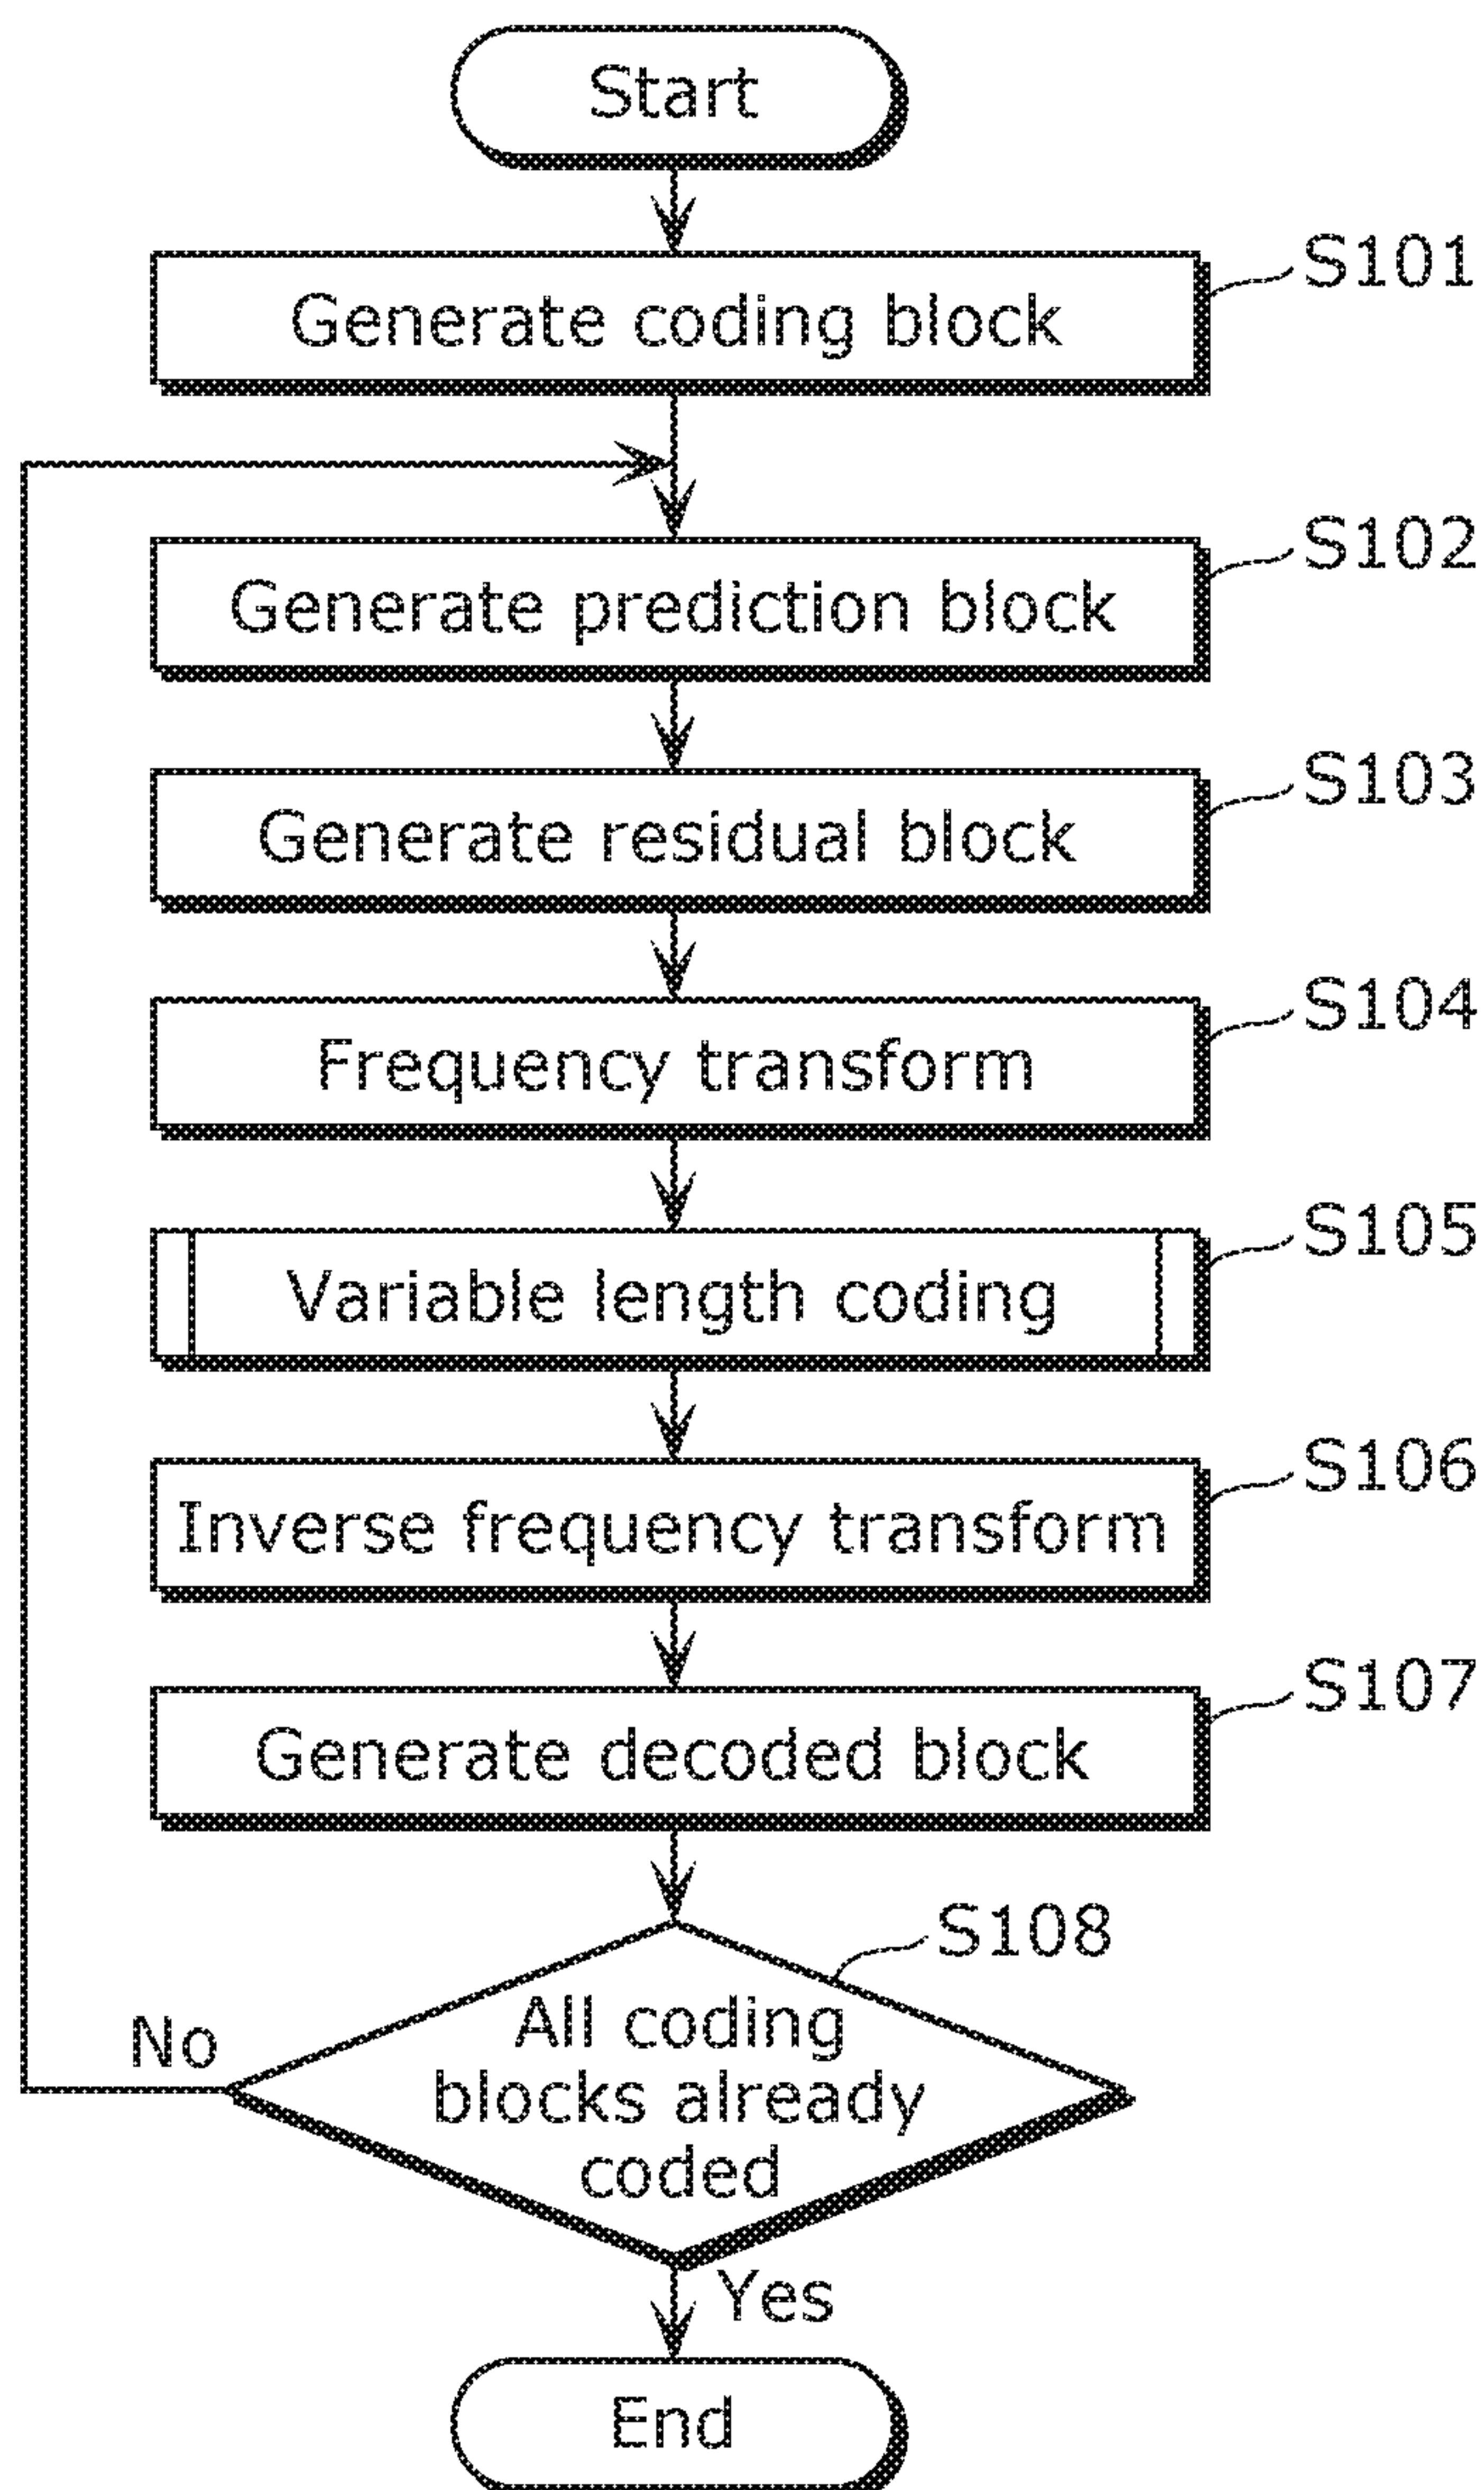 Start
Generate coding block
S101
Generate prediction block
S102
Generate residual block
S103
Frequency transform
S104
Variable length coding
S105
Inverse frequency transform
S106
Generate decoded block
S107
S108
All coding
blocks already
coded
No
Yes
End